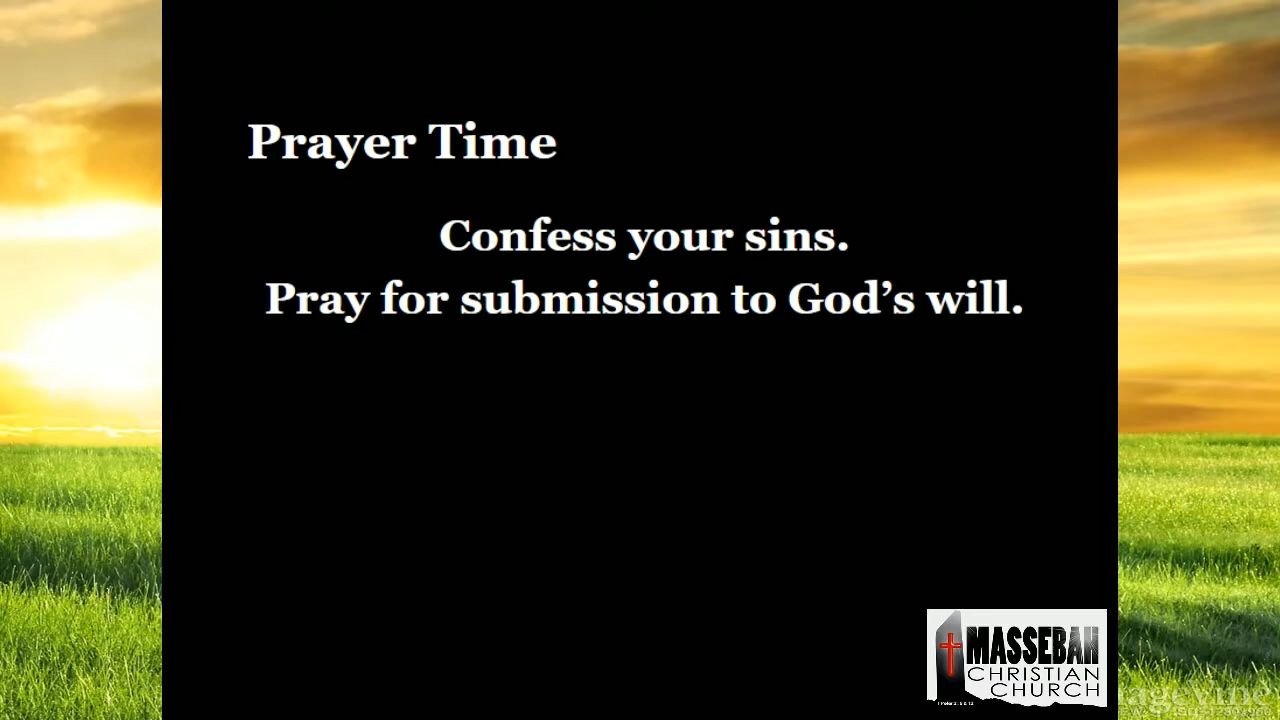 Prayer Time
Confess your sins.
Pray for submission to God’s will.
MASSEBAH
CHRISTIAN
CHURCH